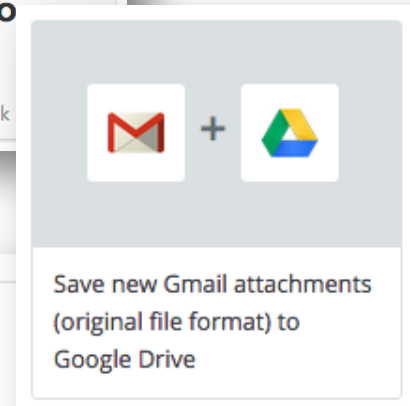 o
k
+
Save new Gmail attachments
(original file format) to
Google Drive